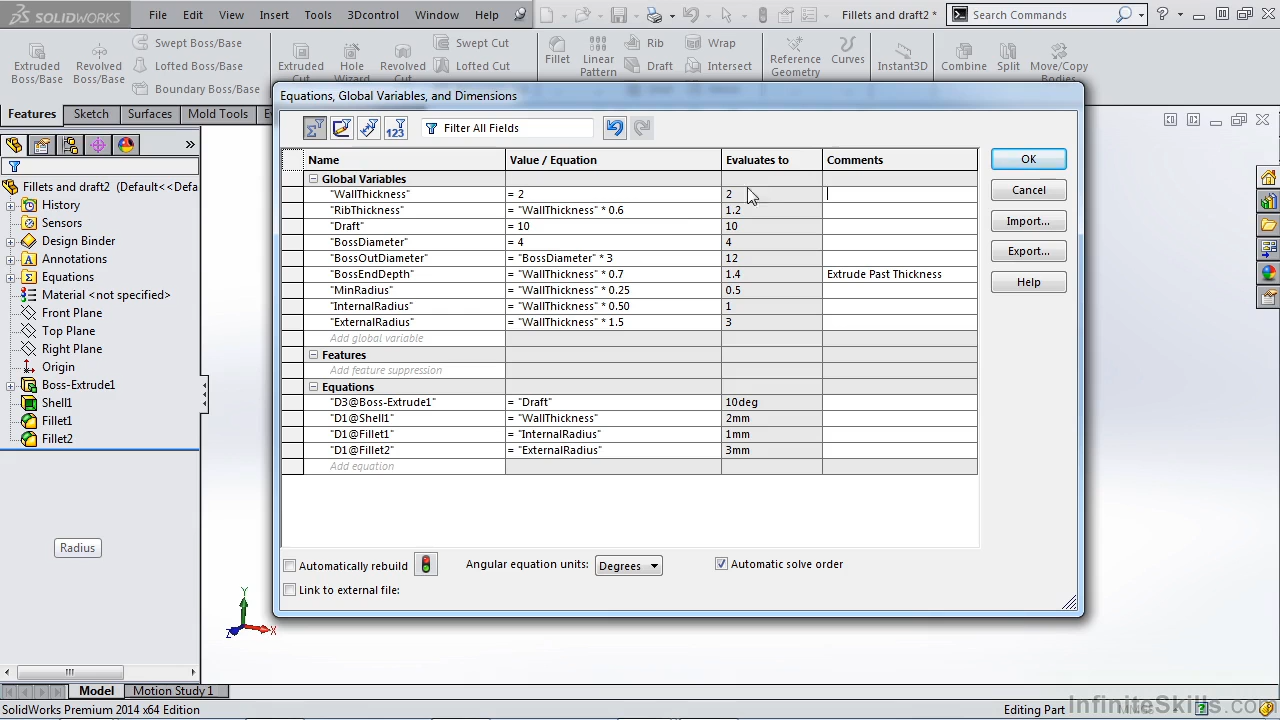 SOLIDWORKS File Edit View Insert Tools 3Dcontrol Window Help Fillets and draft2 * Search Commands
Extruded Boss/Base Revolved Boss/Base Swept Boss/Base Lofted Boss/Base Boundary Boss/Base Extruded Cut Hole Wizard Revolved Cut Swept Cut Lofted Cut Fillet Linear Pattern Rib Draft Wrap Intersect Reference Geometry Curves Instant3D Combine Split Move/Copy Bodies
Features Sketch Surfaces Mold Tools
Equations, Global Variables, and Dimensions
Filter All Fields
Name Value / Equation Evaluates to Comments
Global Variables
"WallThickness" = 2 2
"RibThickness" = "WallThickness" * 0.6 1.2
"Draft" = 10 10
"BossDiameter" = 4 4
"BossOutDiameter" = "BossDiameter" * 3 12
"BossEndDepth" = "WallThickness" * 0.7 1.4 Extrude Past Thickness
"MinRadius" = "WallThickness" * 0.25 0.5
"InternalRadius" = "WallThickness" * 0.50 1
"ExternalRadius" = "WallThickness" * 1.5 3
Add global variable
Features
Add feature suppression
Equations
"D3@Boss-Extrude1" = "Draft" 10deg
"D1@Shell1" = "WallThickness" 2mm
"D1@Fillet1" = "InternalRadius" 1mm
"D1@Fillet2" = "ExternalRadius" 3mm
Add equation
OK
Cancel
Import...
Export...
Help
Automatically rebuild Angular equation units: Degrees Automatic solve order
Link to external file:
Fillets and draft2 (Default<<De
History
Sensors
Design Binder
Annotations
Equations
Material <not specified>
Front Plane
Top Plane
Right Plane
Origin
Boss-Extrude1
Shell1
Fillet1
Fillet2
Radius
Y
Z X
Model Motion Study 1
SolidWorks Premium 2014 x64 Edition Editing Part
InfiniteSkills.com